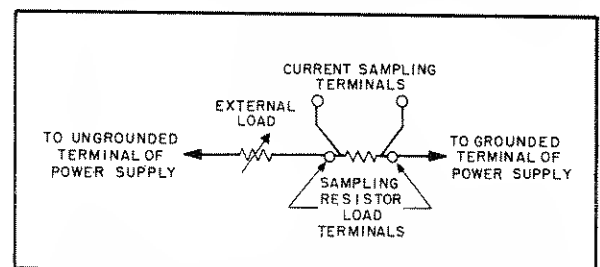 CURRENT SAMPLING
TERMINALS
EXTERNAL
LOAD
TO UNGROUNDED
TERMINAL OF
POWER SUPPLY
TO GROUNDED
TERMINAL OF
POWER SUPPLY
SAMPLING
RESISTOR
LOAD
TERMINALS